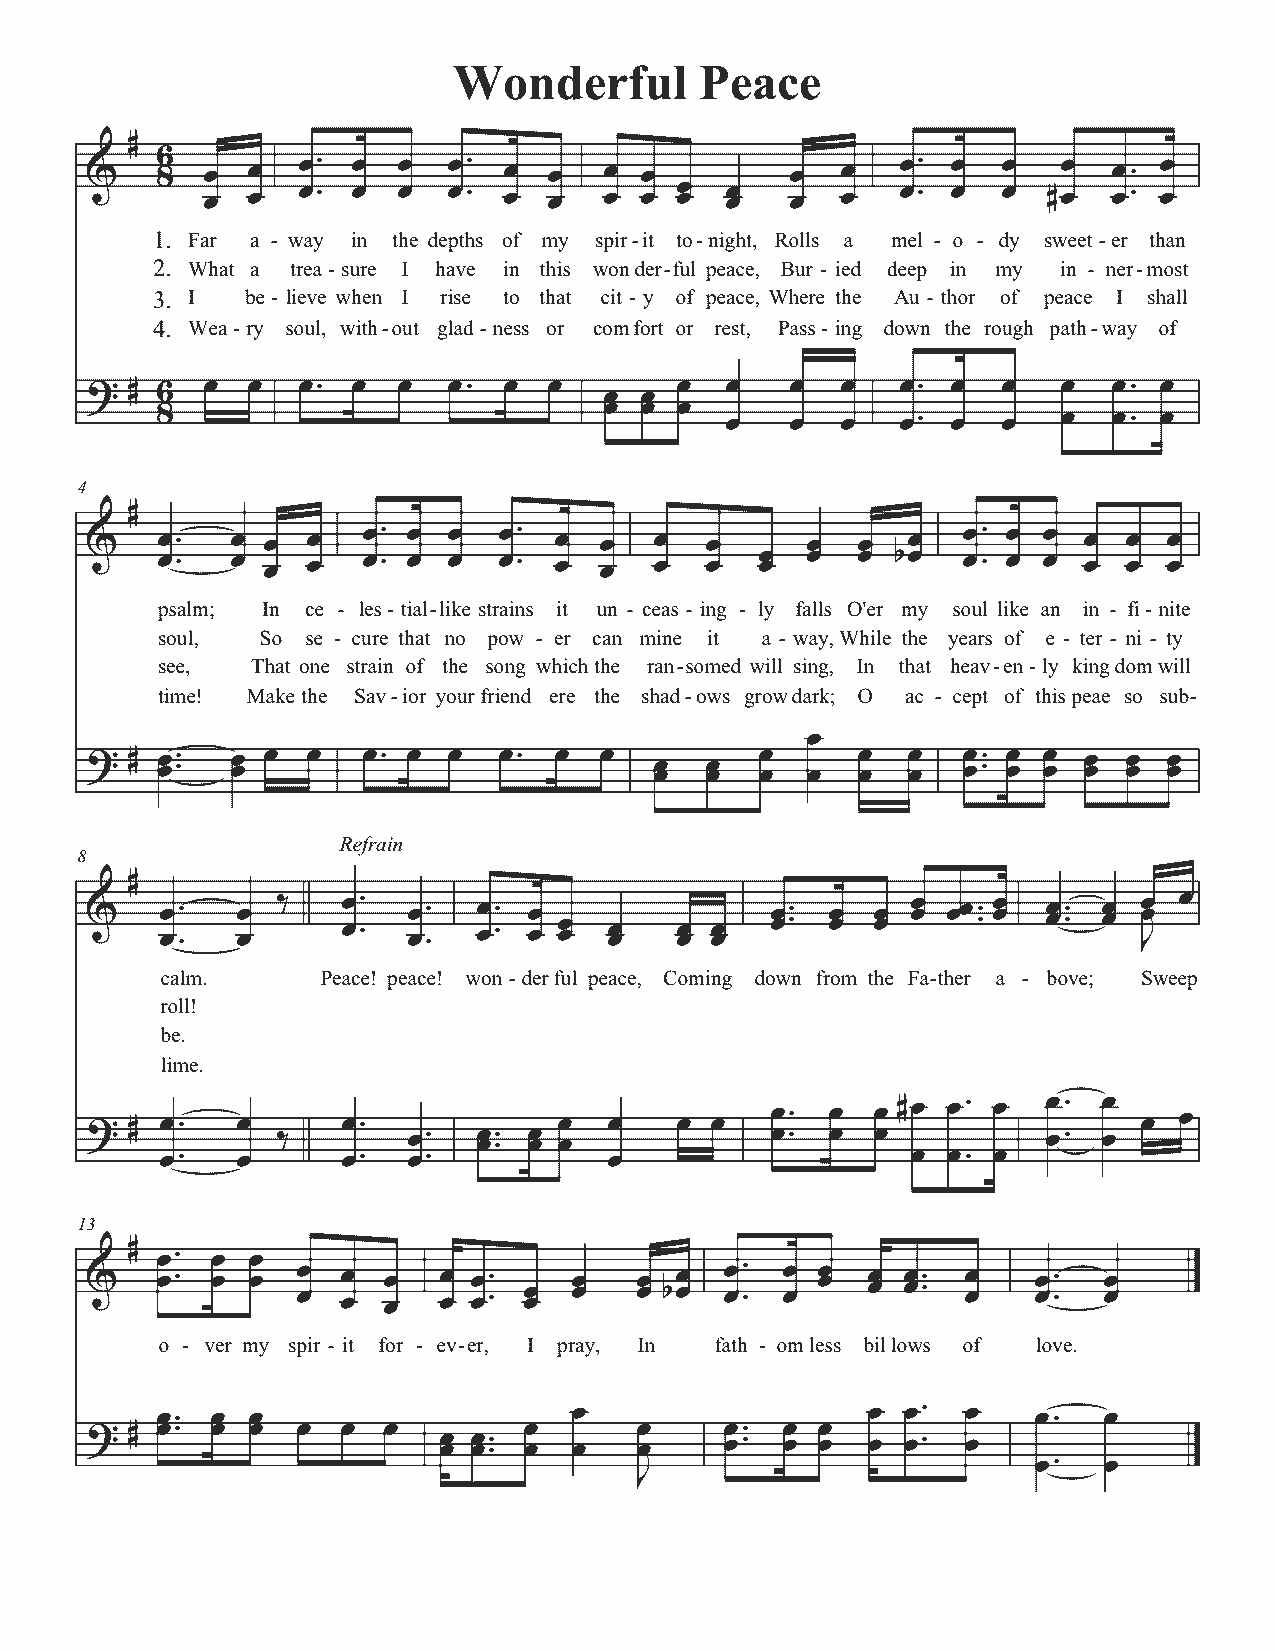 Wonderful Peace
1. Far a - way in the depths of my spir - it to - night, Rolls a mel - o - dy sweet - er than
2. What a trea - sure I have in this won der - ful peace, Bur - ied deep in my in - ner - most
3. I be - lieve when I rise to that cit - y of peace, Where the Au - thor of peace I shall
4. Wea - ry soul, with - out glad - ness or com fort or rest, Pass - ing down the rough path - way of
4
psalm; In ce - les - tial - like strains it un - ceas - ing - ly falls O'er my soul like an in - fi - nite
soul, So se - cure that no pow - er can mine it a - way, While the years of e - ter - ni - ty
see, That one strain of the song which the ran - somed will sing, In that heav - en - ly king dom will
time! Make the Sav - ior your friend ere the shad - ows grow dark; O ac - cept of this peae so sub-
Refrain
8
calm. Peace! peace! won - der ful peace, Coming down from the Fa - ther a - bove; Sweep
roll!
be.
lime.
13
o - ver my spir - it for - ev - er, I pray, In fath - om less bil lows of love.